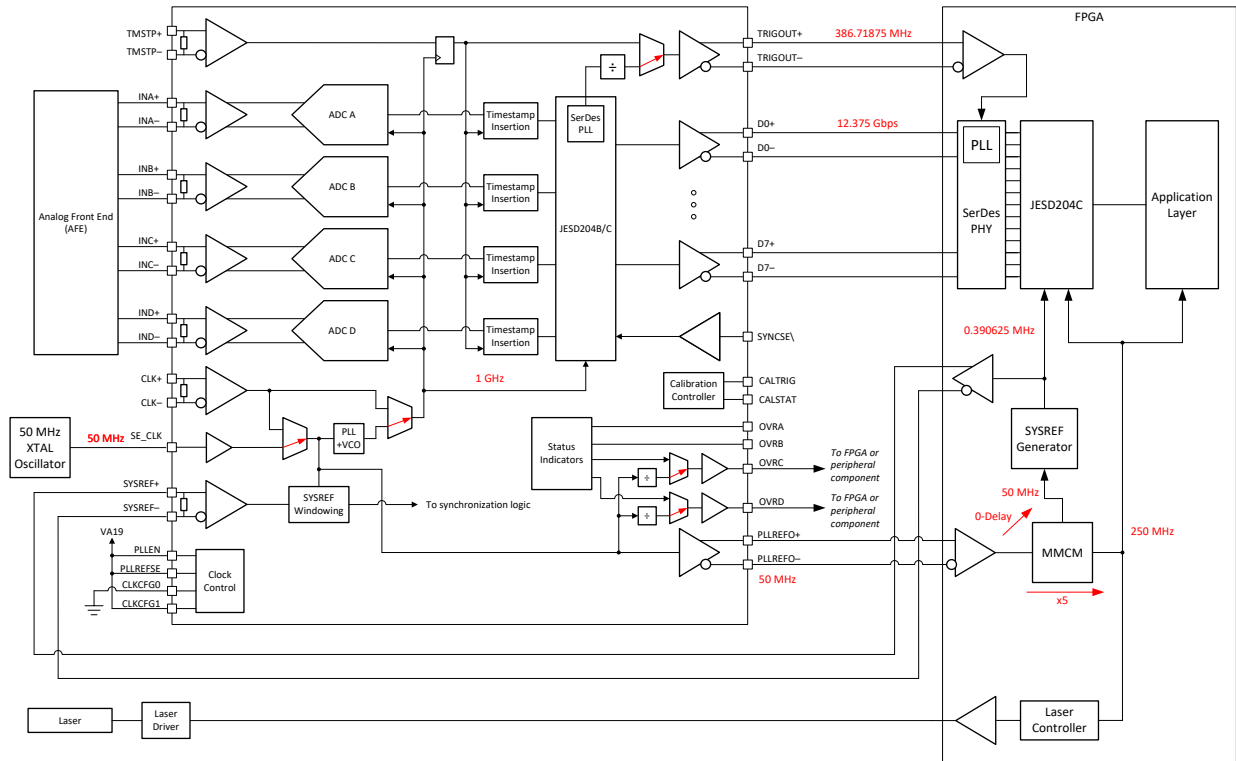 FPGA
TMSTP+
TMSTP–
TRIGOUT+
386.71875 MHz
TRIGOUT–
÷
Analog Front End
(AFE)
INA+
INA–
ADC A
Timestamp
Insertion
SerDes
PLL
D0+
12.375 Gbps
D0–
PLL
INB+
INB–
ADC B
Timestamp
Insertion
JESD204B/C
SerDes
PHY
JESD204C
Application
Layer
INC+
INC–
ADC C
Timestamp
Insertion
D7+
D7–
IND+
IND–
ADC D
Timestamp
Insertion
SYNCSE\
0.390625 MHz
CLK+
CLK–
1 GHz
Calibration
Controller
CALTRIG
CALSTAT
50 MHz
XTAL
Oscillator
50 MHz
SE_CLK
PLL
+VCO
Status
Indicators
OVRA
OVRB
OVRC
÷
To FPGA or
peripheral
component
SYSREF
Generator
SYSREF+
SYSREF–
SYSREF
Windowing
To synchronization logic
÷
OVRD
To FPGA or
peripheral
component
50 MHz
0-Delay
250 MHz
VA19
PLLEN
PLLREFSE
CLKCFG0
CLKCFG1
Clock
Control
PLLREFO+
PLLREFO–
50 MHz
MMCM
x5
Laser
Laser
Driver
Laser
Controller